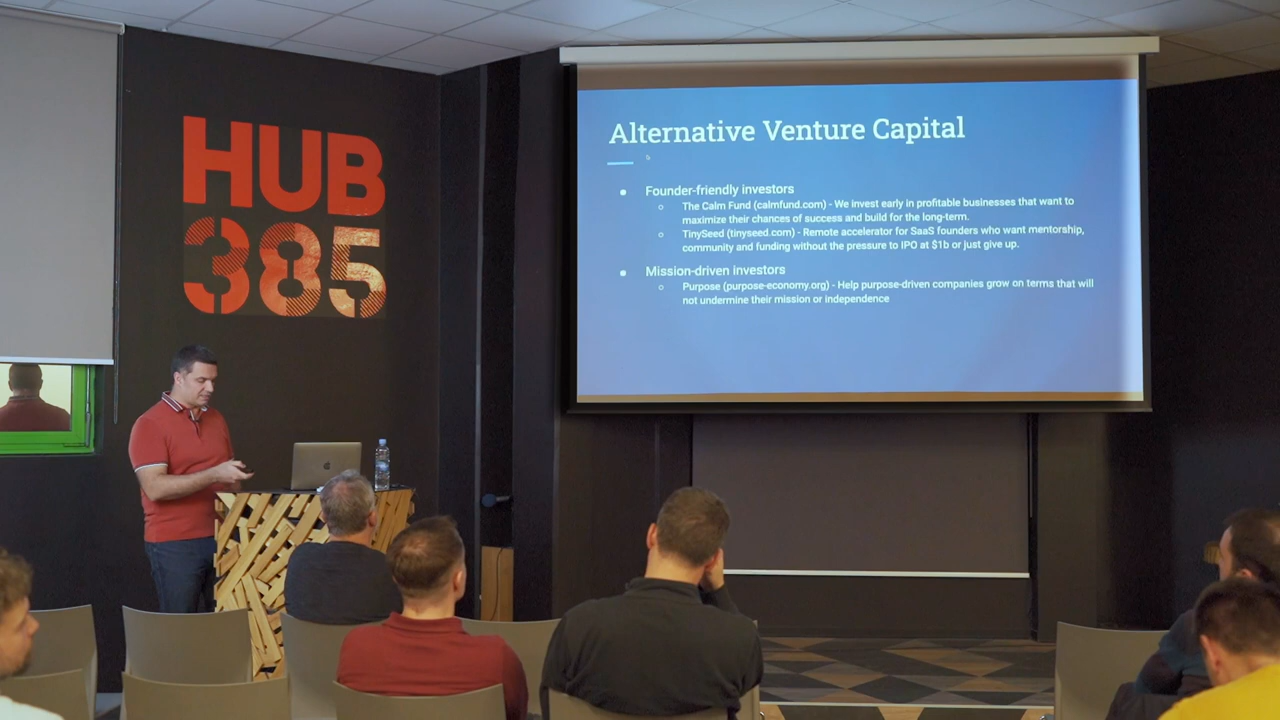 HUB
385
Alternative Venture Capital
Founder-friendly investors
The Calm Fund (calmfund.com) - We invest early in profitable businesses that want to
maximize their chances of success and build for the long-term.
TinySeed (tinyseed.com) - Remote accelerator for SaaS founders who want mentorship,
community and funding without the pressure to IPO at $1b or just give up.
Mission-driven investors
Purpose (purpose-economy.org) - Help purpose-driven companies grow on terms that will
not undermine their mission or independence